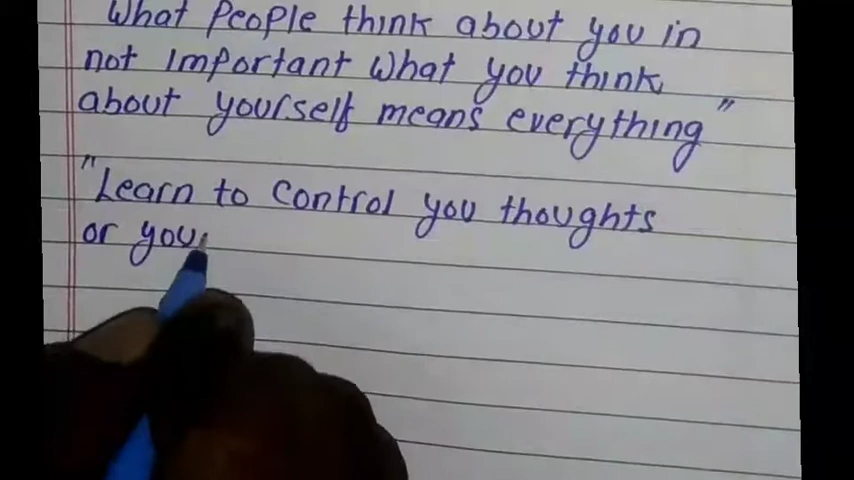 What People think about you in
not important what you think
about yourself means everything"
"Learn to control you thoughts
or you